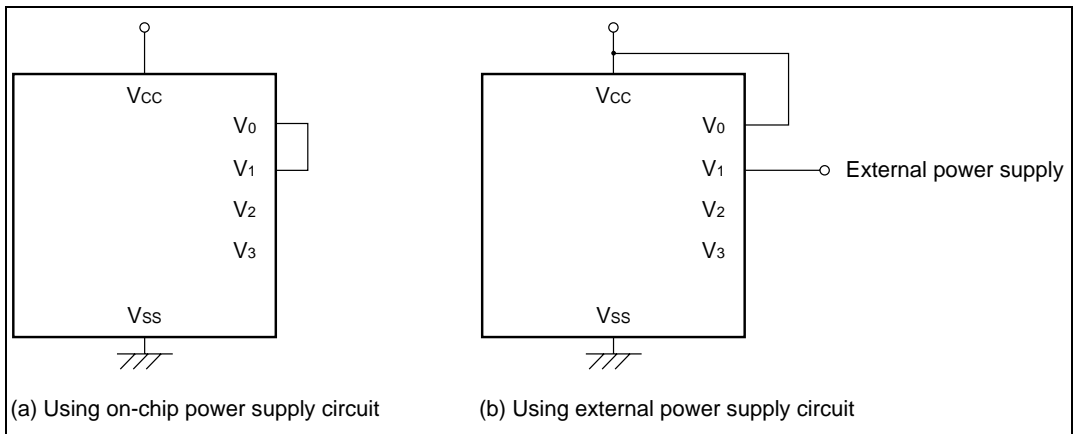 VCC
V0
V1
V2
V3
VSS
(a) Using on-chip power supply circuit
VCC
V0
V1
External power supply
V2
V3
VSS
(b) Using external power supply circuit